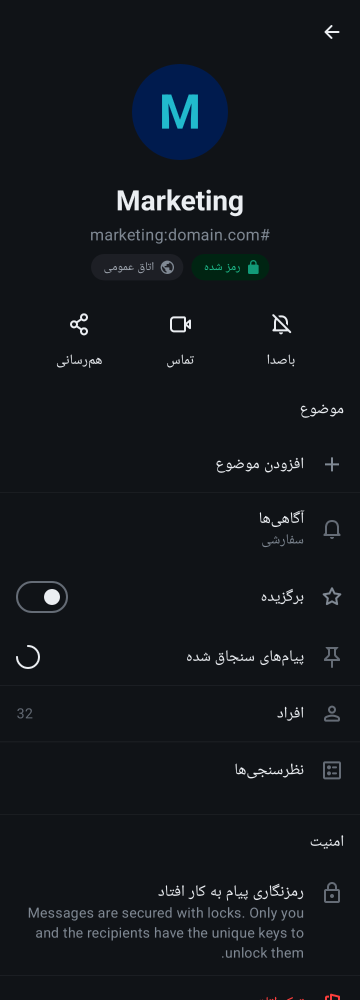 M
Marketing
#marketing:domain.com
رمز شده
اتاق عمومی
باصدا
تماس
هم‌رسانی
موضوع
افزودن موضوع
آگاهی‌ها
سفارشی
برگزیده
پیام‌های سنجاق شده
افراد
32
نظرسنجی‌ها
امنیت
رمزنگاری پیام به کار افتاد
Messages are secured with locks. Only you
and the recipients have the unique keys to
unlock them.